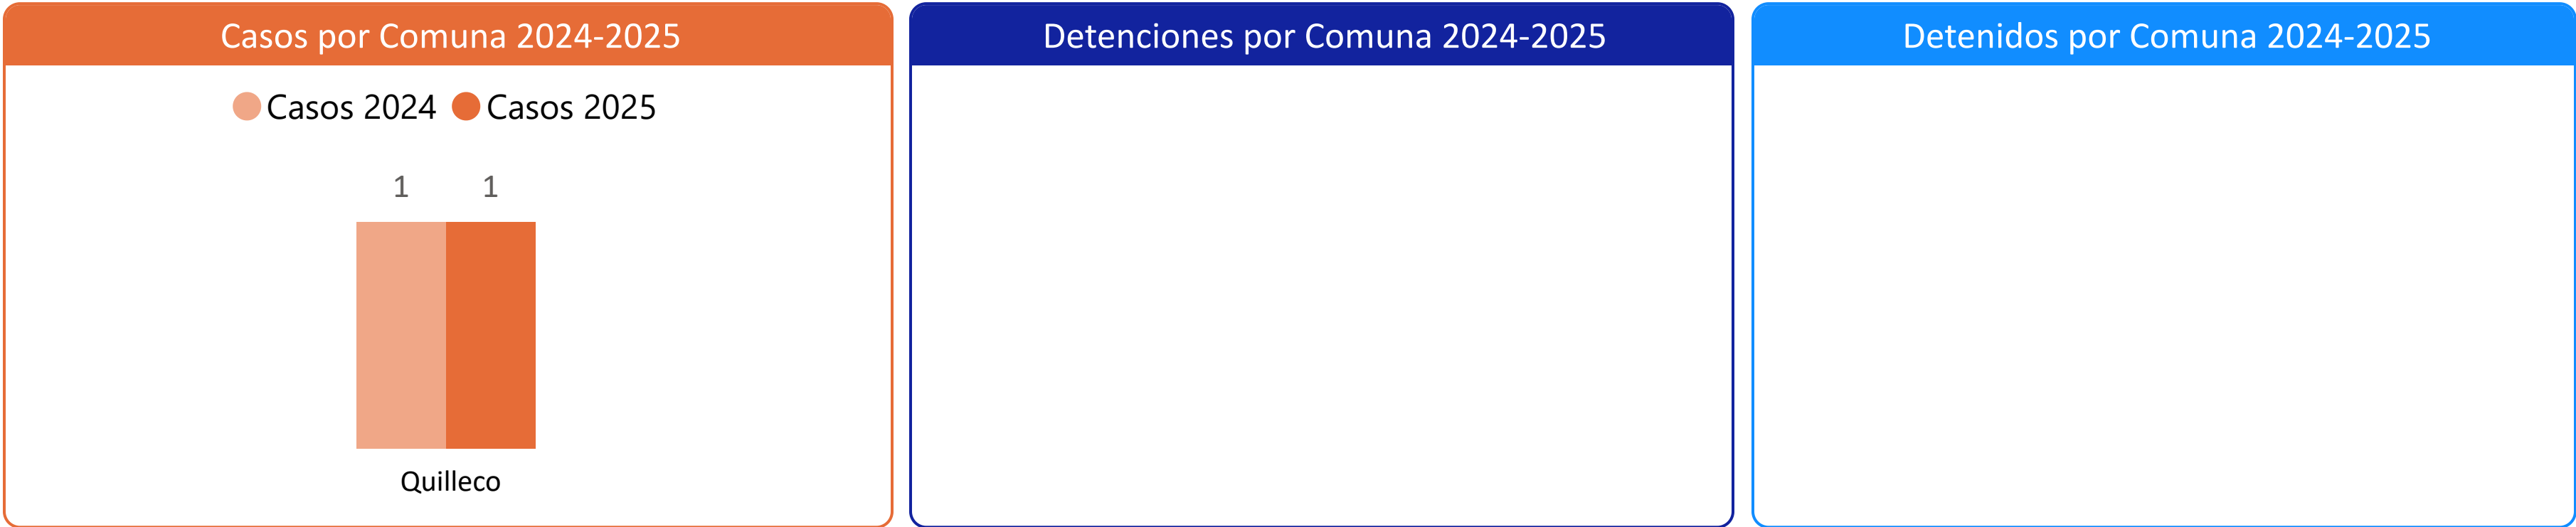 Casos por Comuna 2024-2025
Casos 2024 Casos 2025
1 1
Quilleco
Detenciones por Comuna 2024-2025
Detenidos por Comuna 2024-2025